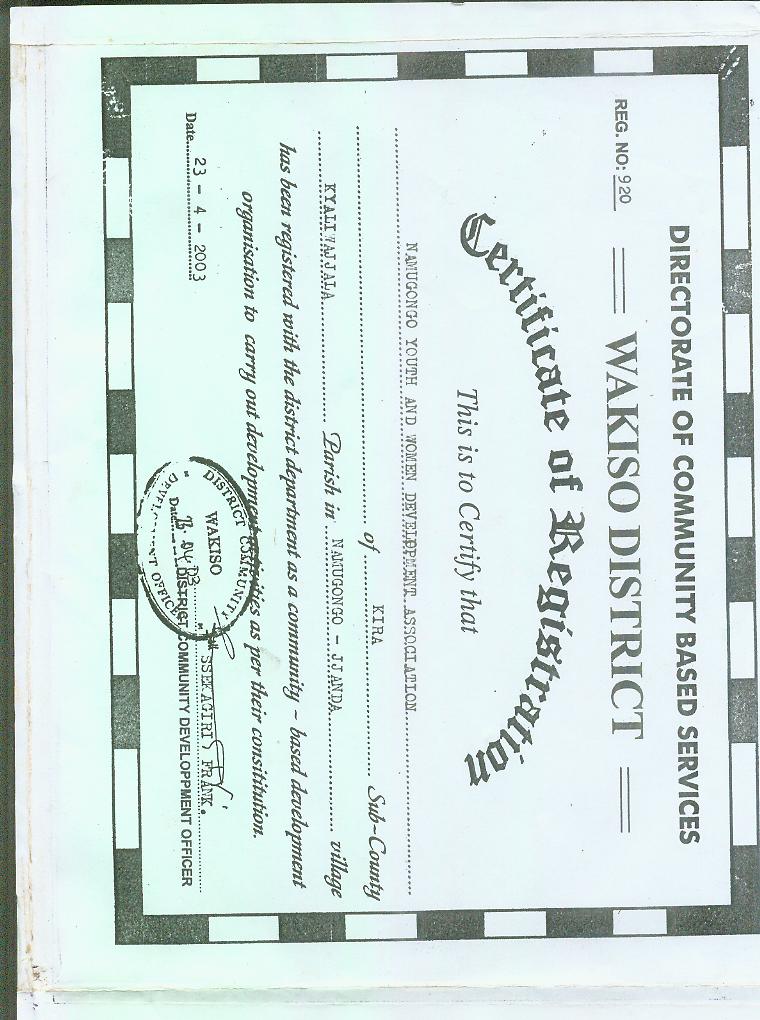 DIRECTORATE OF COMMUNITY BASED SERVICES
REG. NO: 920
WAKISO DISTRICT
Certificate of Registration
This is to Certify that
NAMUGONGO YOUTH AND WOMEN DEVELOPMENT ASSOCIATION
of KIRA Sub-County
KYALIWAJJALA Parish in NAMUGONGO - JJANDA village
has been registered with the district department as a community - based development
organisation to carry out development activities as per their consititution.
Date 23 - 4 - 2003
SSEKAGIRI FRANK.
DISTRICT COMMUNITY DEVELOPPMENT OFFICER
DISTRICT COMMUNITY
WAKISO
Date
DEVELOPMENT OFFICE